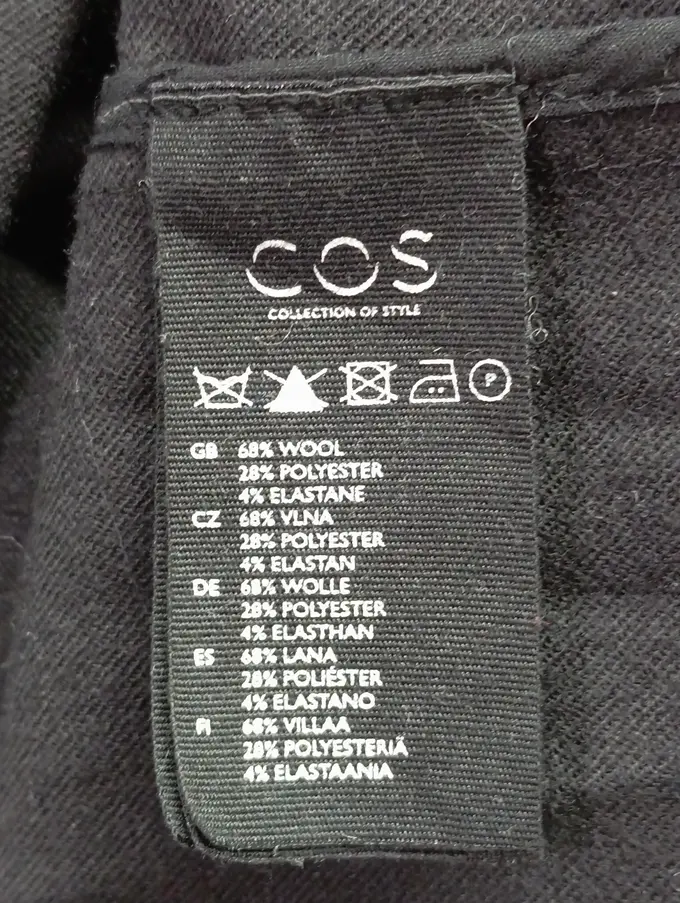 COS
COLLECTION OF STYLE
P
GB 68% WOOL
28% POLYESTER
4% ELASTANE
CZ 68% VLNA
28% POLYESTER
4% ELASTAN
DE 68% WOLLE
28% POLYESTER
4% ELASTHAN
ES 68% LANA
28% POLIÉSTER
4% ELASTANO
FI 68% VILLAA
28% POLYESTERIÄ
4% ELASTAANIA